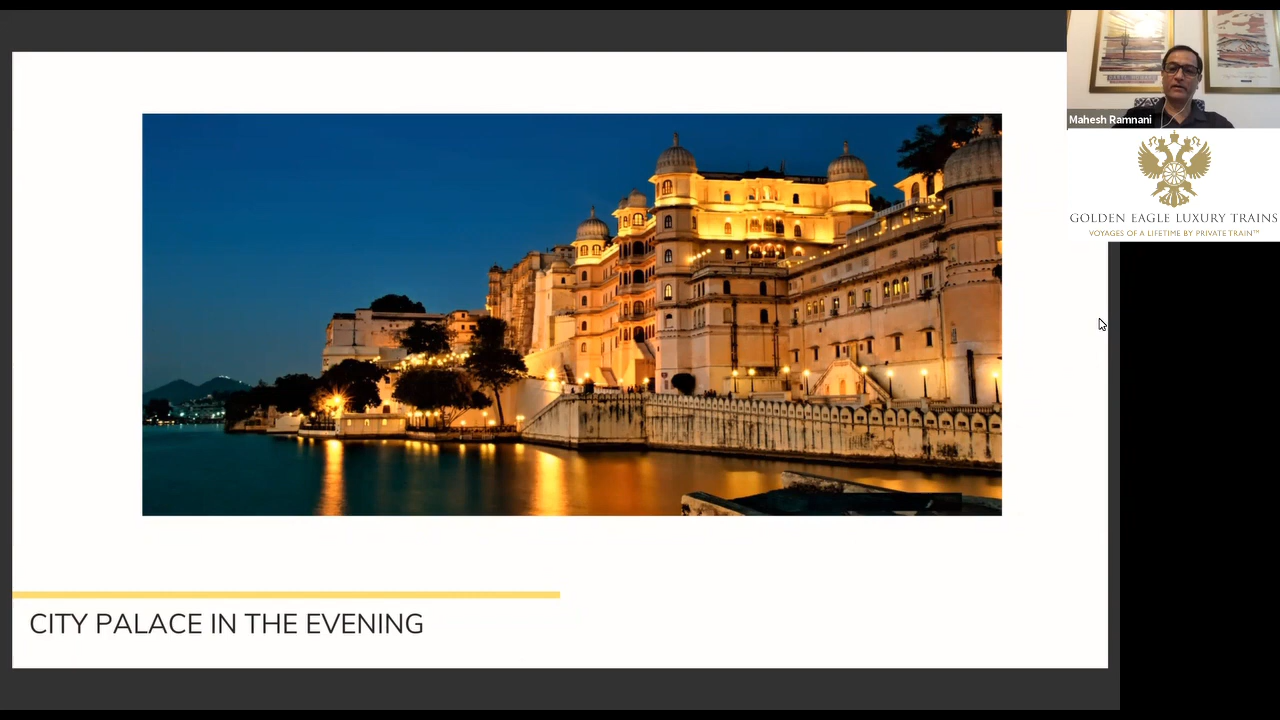 Mahesh Ramnani
GOLDEN EAGLE LUXURY TRAINS
VOYAGES OF A LIFETIME BY PRIVATE TRAIN™
CITY PALACE IN THE EVENING